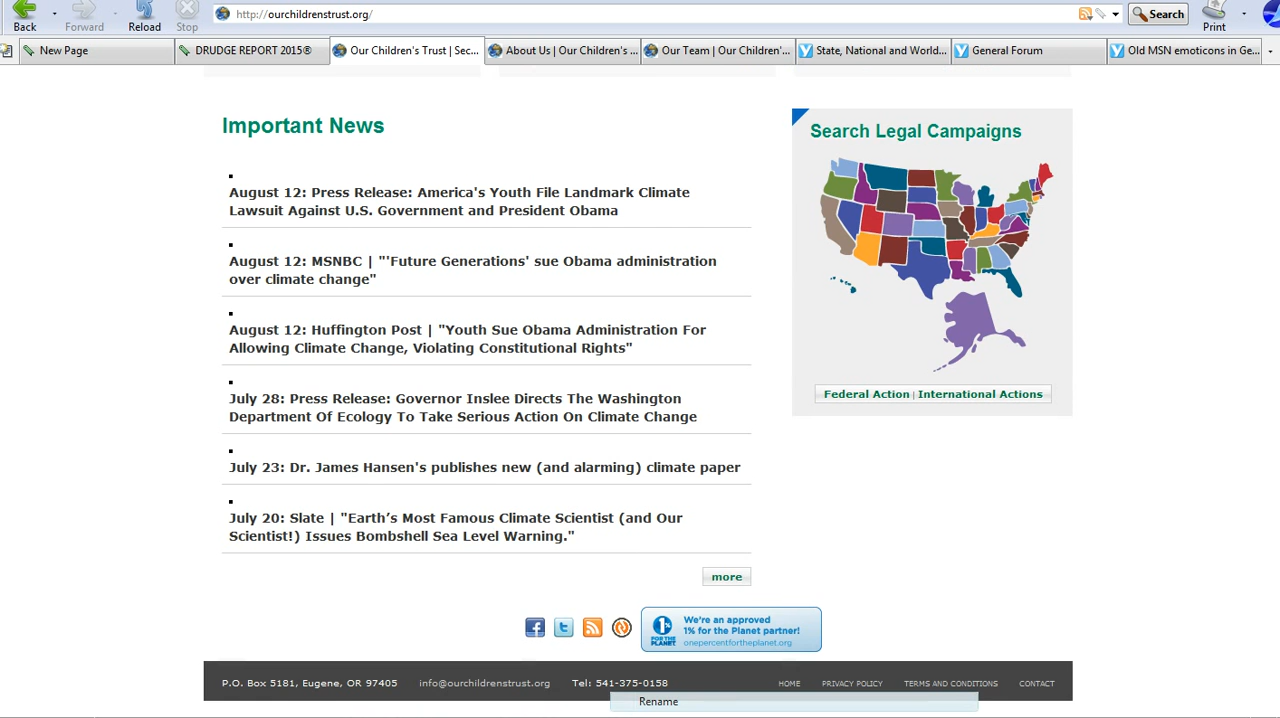 http://ourchildrenstrust.org/
Search
Back
Forward
Reload
Stop
Print
New Page
DRUDGE REPORT 2015®
Our Children's Trust | Sec...
About Us | Our Children's ...
Our Team | Our Children'...
State, National and World...
General Forum
Old MSN emoticons in Ge...
Important News
August 12: Press Release: America's Youth File Landmark Climate
Lawsuit Against U.S. Government and President Obama
August 12: MSNBC | "'Future Generations' sue Obama administration
over climate change"
August 12: Huffington Post | "Youth Sue Obama Administration For
Allowing Climate Change, Violating Constitutional Rights"
July 28: Press Release: Governor Inslee Directs The Washington
Department Of Ecology To Take Serious Action On Climate Change
July 23: Dr. James Hansen's publishes new (and alarming) climate paper
July 20: Slate | "Earth’s Most Famous Climate Scientist (and Our
Scientist!) Issues Bombshell Sea Level Warning."
more
Search Legal Campaigns
Federal Action | International Actions
1%
FOR THE
PLANET
We're an approved
1% for the Planet partner!
onepercentfortheplanet.org
P.O. Box 5181, Eugene, OR 97405 info@ourchildrenstrust.org Tel: 541-375-0158
HOME PRIVACY POLICY TERMS AND CONDITIONS CONTACT
Rename